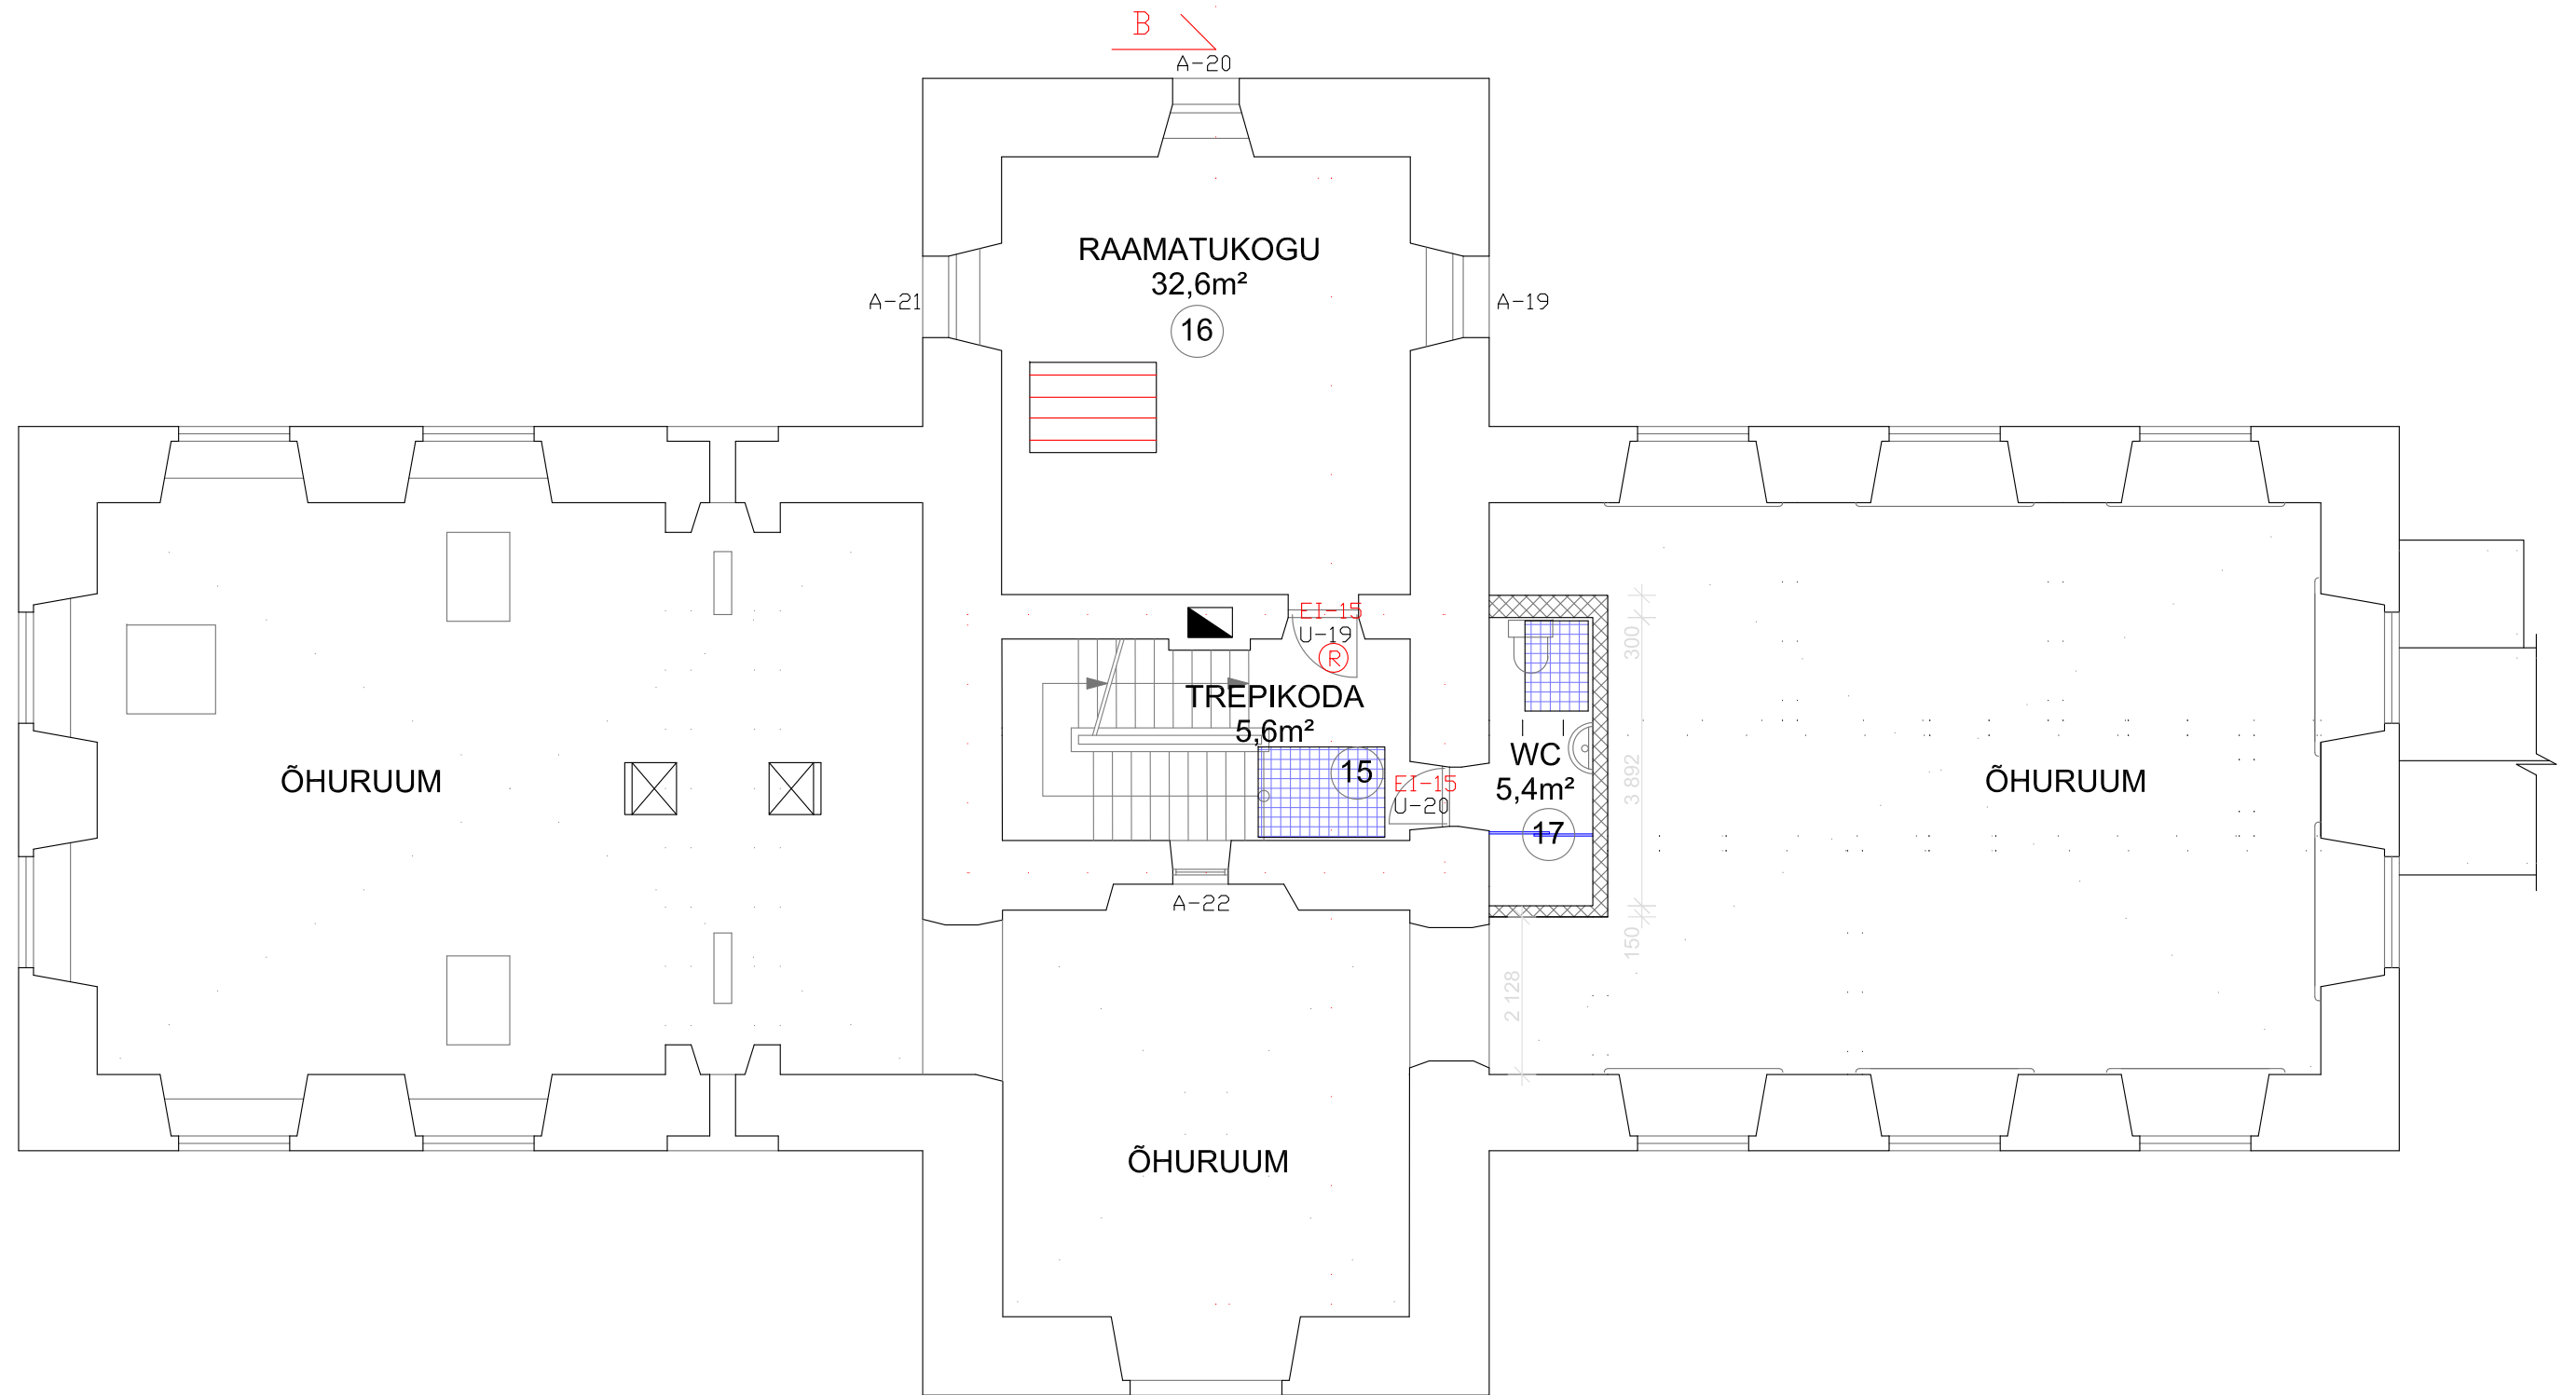 B
A-20
RAAMATUKOGU
32,6m²
16
A-21
A-19
EI-15
U-19
R
TREPIKODA
5,6m²
15
EI-15
U-20
WC
5,4m²
17
300
3 892
150
2 128
ÕHURUUM
ÕHURUUM
A-22
ÕHURUUM